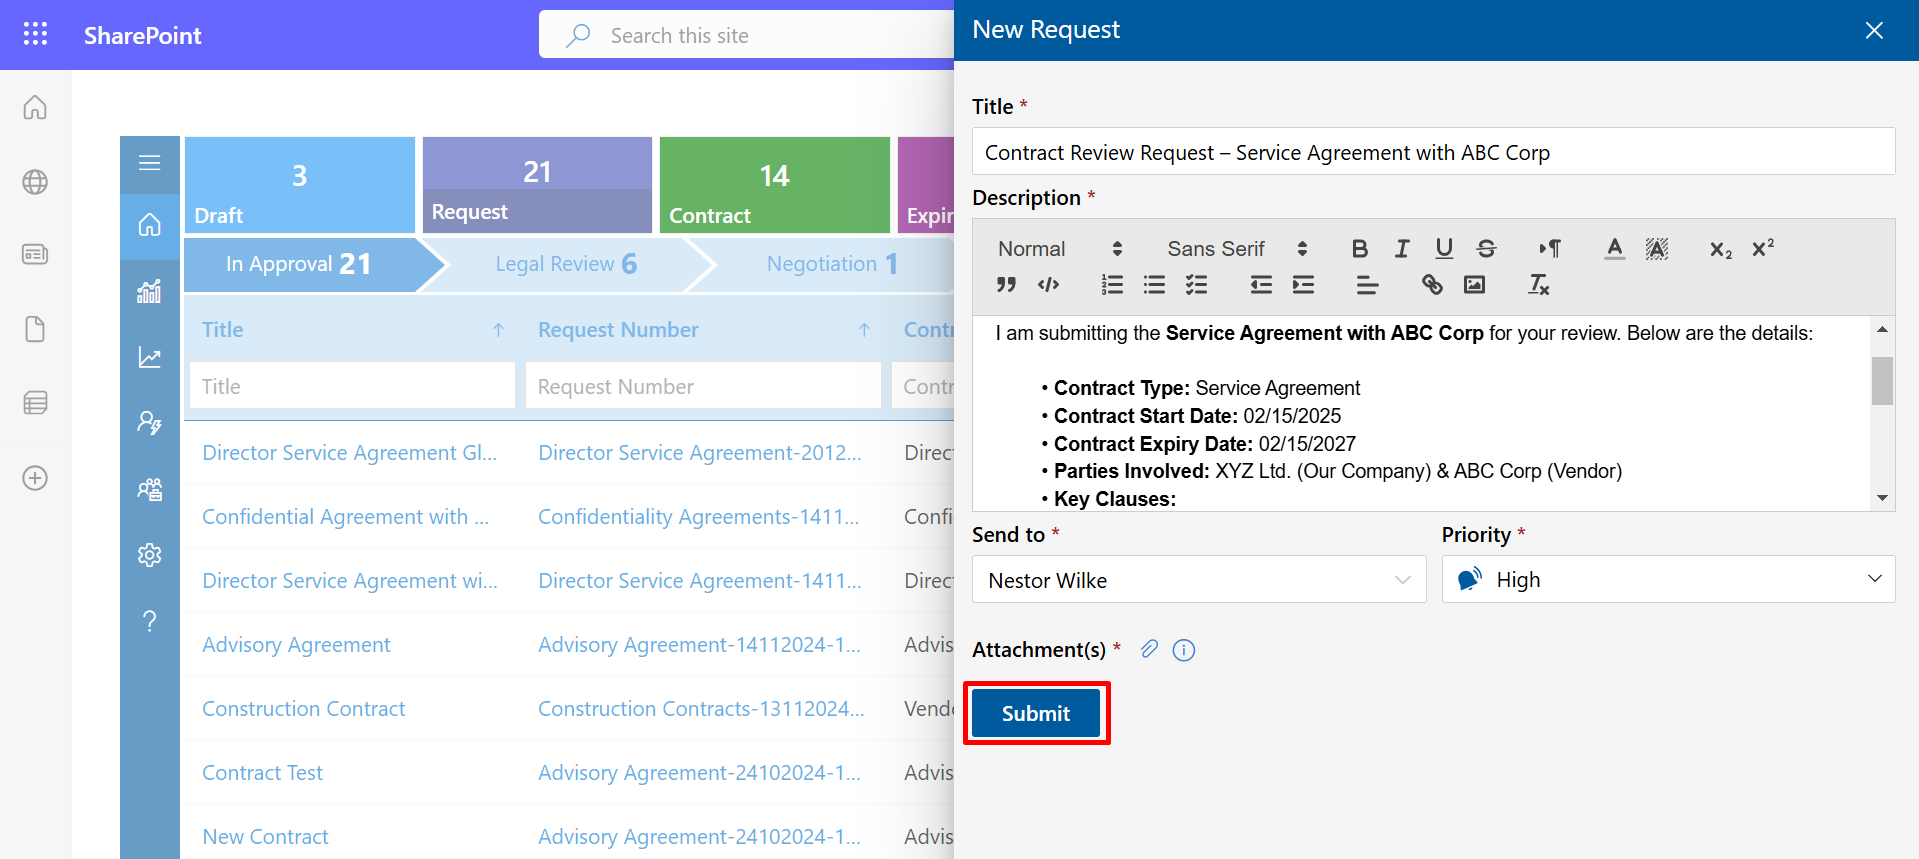 SharePoint
Search this site
3
Draft
21
Request
14
Contract
Expir
In Approval 21
Legal Review 6
Negotiation 1
Title
Request Number
Contr
Title
Request Number
Contr
Director Service Agreement Gl...
Director Service Agreement-2012...
Direc
Confidential Agreement with ...
Confidentiality Agreements-1411...
Confi
Director Service Agreement wi...
Director Service Agreement-1411...
Direc
Advisory Agreement
Advisory Agreement-14112024-1...
Advis
Construction Contract
Construction Contracts-13112024...
Vende
Contract Test
Advisory Agreement-24102024-1...
Advis
New Contract
Advisory Agreement-24102024-1...
Advis
New Request
Title *
Contract Review Request – Service Agreement with ABC Corp
Description *
Normal
Sans Serif
I am submitting the Service Agreement with ABC Corp for your review. Below are the details:
• Contract Type: Service Agreement
• Contract Start Date: 02/15/2025
• Contract Expiry Date: 02/15/2027
• Parties Involved: XYZ Ltd. (Our Company) & ABC Corp (Vendor)
• Key Clauses:
Send to *
Nestor Wilke
Priority *
High
Attachment(s) *
Submit